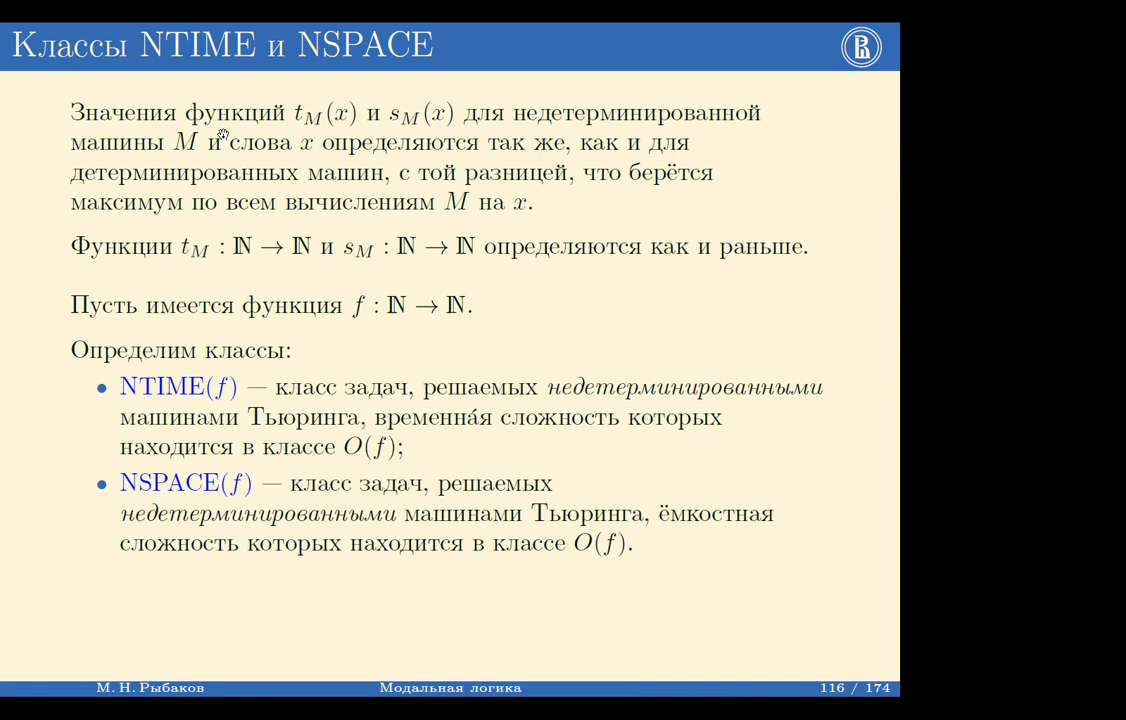 Классы NTIME и NSPACE
Значения функций t_M(x) и s_M(x) для недетерминированной
машины M и слова x определяются так же, как и для
детерминированных машин, с той разницей, что берётся
максимум по всем вычислениям M на x.
Функции t_M : ℕ → ℕ и s_M : ℕ → ℕ определяются как и раньше.
Пусть имеется функция f : ℕ → ℕ.
Определим классы:
• NTIME(f) — класс задач, решаемых недетерминированными
машинами Тьюринга, временна́я сложность которых
находится в классе O(f);
• NSPACE(f) — класс задач, решаемых
недетерминированными машинами Тьюринга, ёмкостная
сложность которых находится в классе O(f).
М. Н. Рыбаков Модальная логика 116 / 174